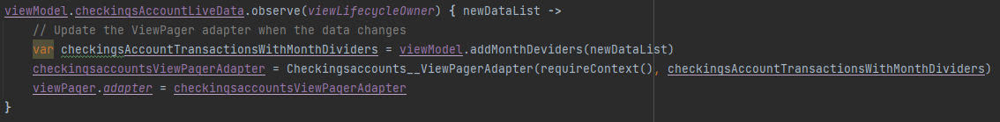 viewModel.checkingsAccountLiveData.observe(viewLifecycleOwner) { newDataList ->
// Update the ViewPager adapter when the data changes
var checkingsAccountTransactionsWithMonthDividers = viewModel.addMonthDeviders(newDataList)
checkingsaccountsViewPagerAdapter = Checkingsaccounts__ViewPagerAdapter(requireContext(), checkingsAccountTransactionsWithMonthDividers)
viewPager.adapter = checkingsaccountsViewPagerAdapter
}